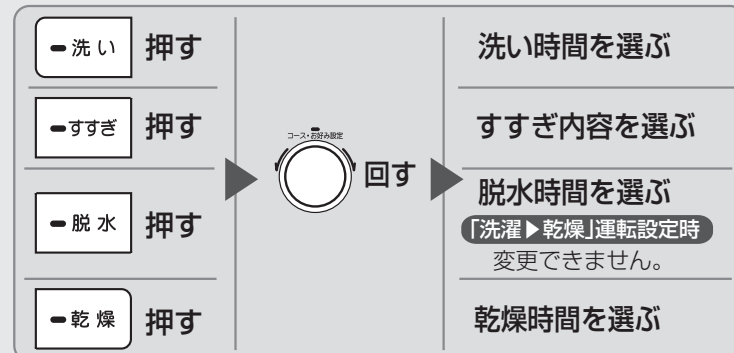 洗い 押す
すすぎ 押す
脱水 押す
乾燥 押す
コース・お好み設定
回す
洗い時間を選ぶ
すすぎ内容を選ぶ
脱水時間を選ぶ
「洗濯▶乾燥」運転設定時
変更できません。
乾燥時間を選ぶ